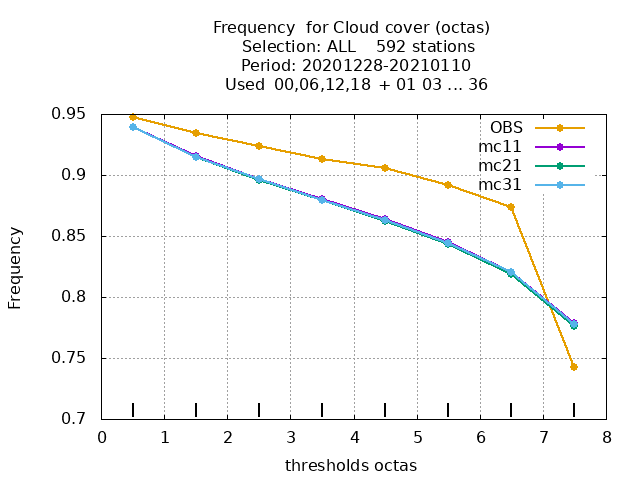 Frequency  for Cloud cover (octas)
Selection: ALL    592 stations
Period: 20201228-20210110
Used  00,06,12,18  + 01 03 ... 36
0.95
0.9
0.85
0.8
0.75
0.7
Frequency
OBS
mc11
mc21
mc31
0 1 2 3 4 5 6 7 8
thresholds octas